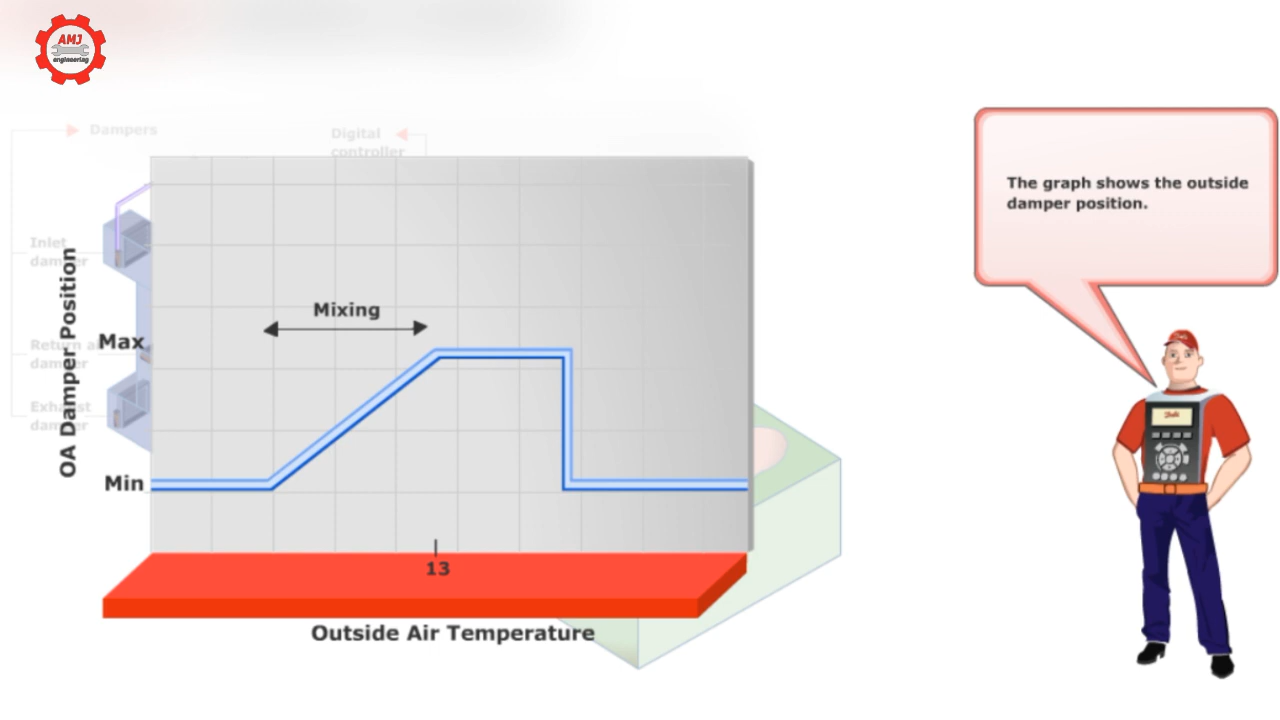 AMJ
engineering
Dampers
Digital
controller
The graph shows the outside
damper position.
Inlet
damper
Mixing
Max
Return air
damper
OA Damper Position
Exhaust
damper
Min
13
Outside Air Temperature
Danfoss